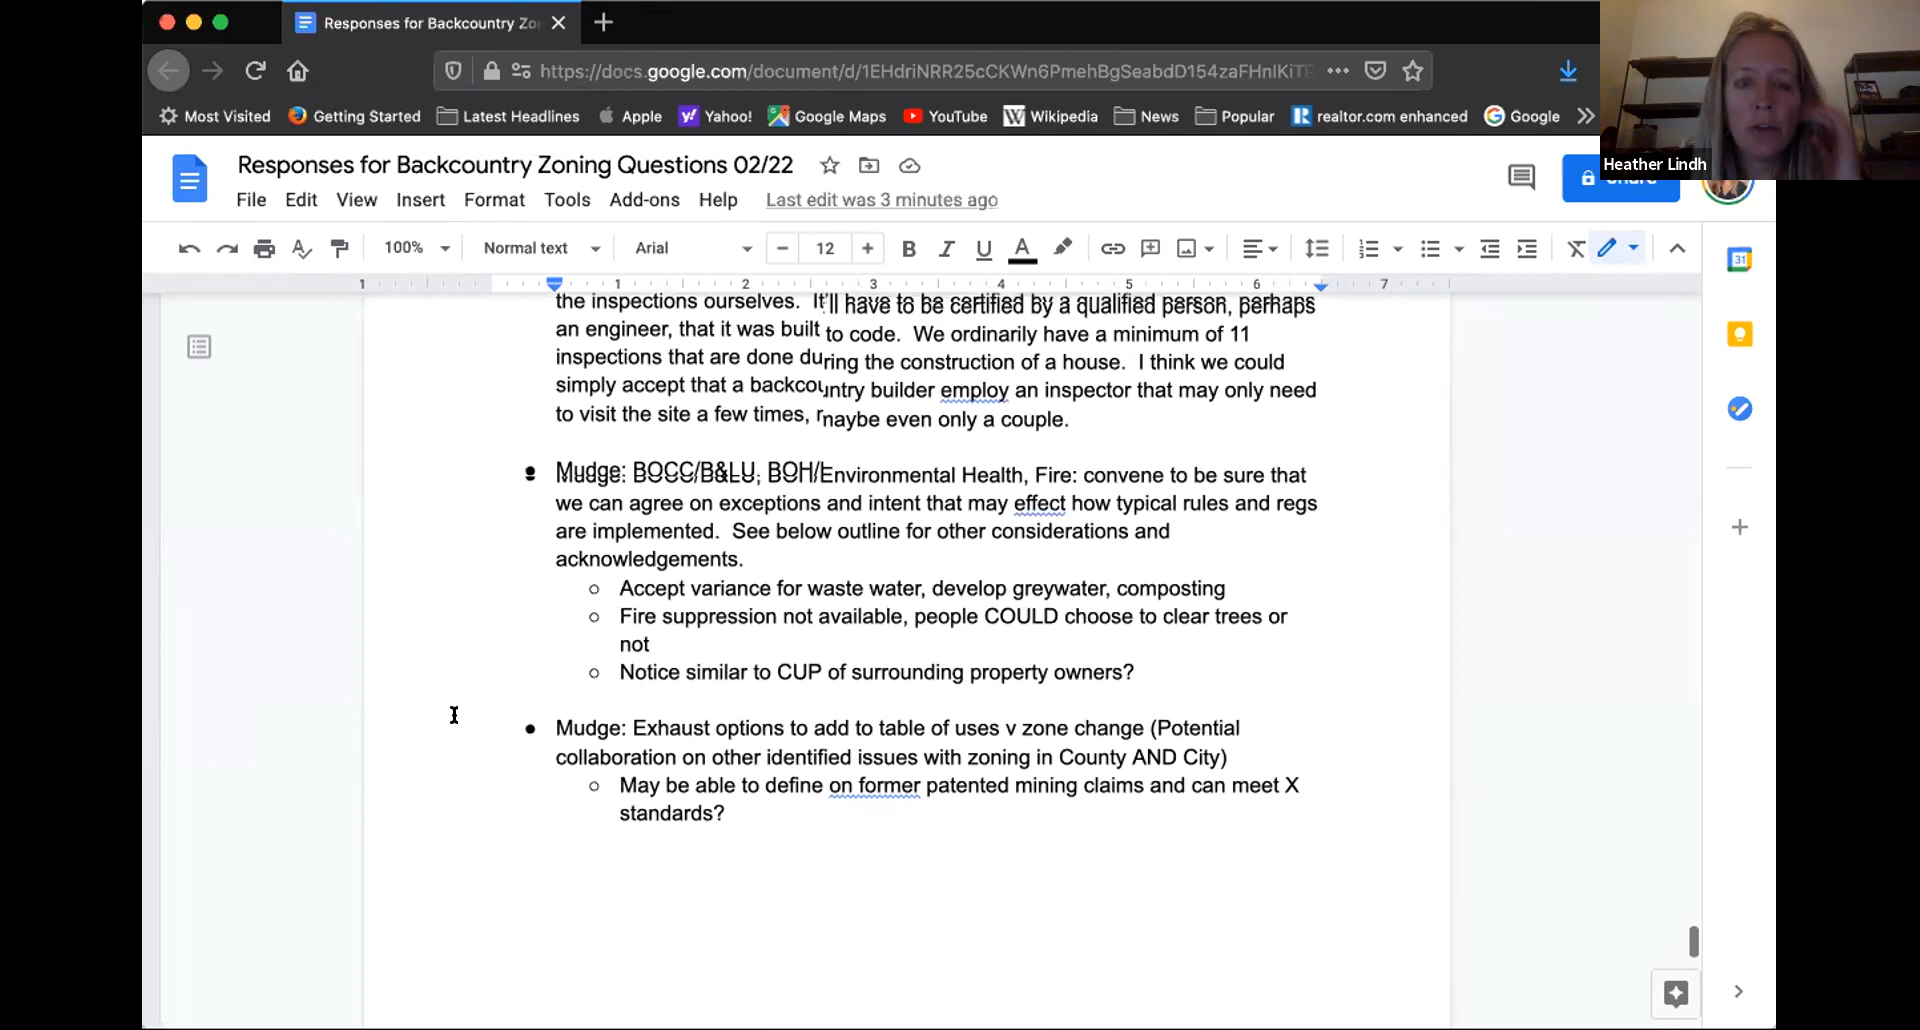 Responses for Backcountry Zo
https://docs.google.com/document/d/1EHdriNRR25cCKWn6PmehBgSeabdD154zaFHnlKiTF
Most Visited Getting Started Latest Headlines Apple Yahoo! Google Maps YouTube Wikipedia News Popular realtor.com enhanced Google
Heather Lindh
Responses for Backcountry Zoning Questions 02/22
Share
File Edit View Insert Format Tools Add-ons Help Last edit was 3 minutes ago
100% Normal text Arial 12 B I U A
31
1 1 2 3 4 5 6 7
the inspections ourselves. It'll have to be certified by a qualified person, perhaps
an engineer, that it was built to code. We ordinarily have a minimum of 11
inspections that are done during the construction of a house. I think we could
simply accept that a backcountry builder employ an inspector that may only need
to visit the site a few times, maybe even only a couple.
Mudge: BOCC/B&LU, BOH/Environmental Health, Fire: convene to be sure that
we can agree on exceptions and intent that may effect how typical rules and regs
are implemented. See below outline for other considerations and
acknowledgements.
Accept variance for waste water, develop greywater, composting
Fire suppression not available, people COULD choose to clear trees or
not
Notice similar to CUP of surrounding property owners?
Mudge: Exhaust options to add to table of uses v zone change (Potential
collaboration on other identified issues with zoning in County AND City)
May be able to define on former patented mining claims and can meet X
standards?